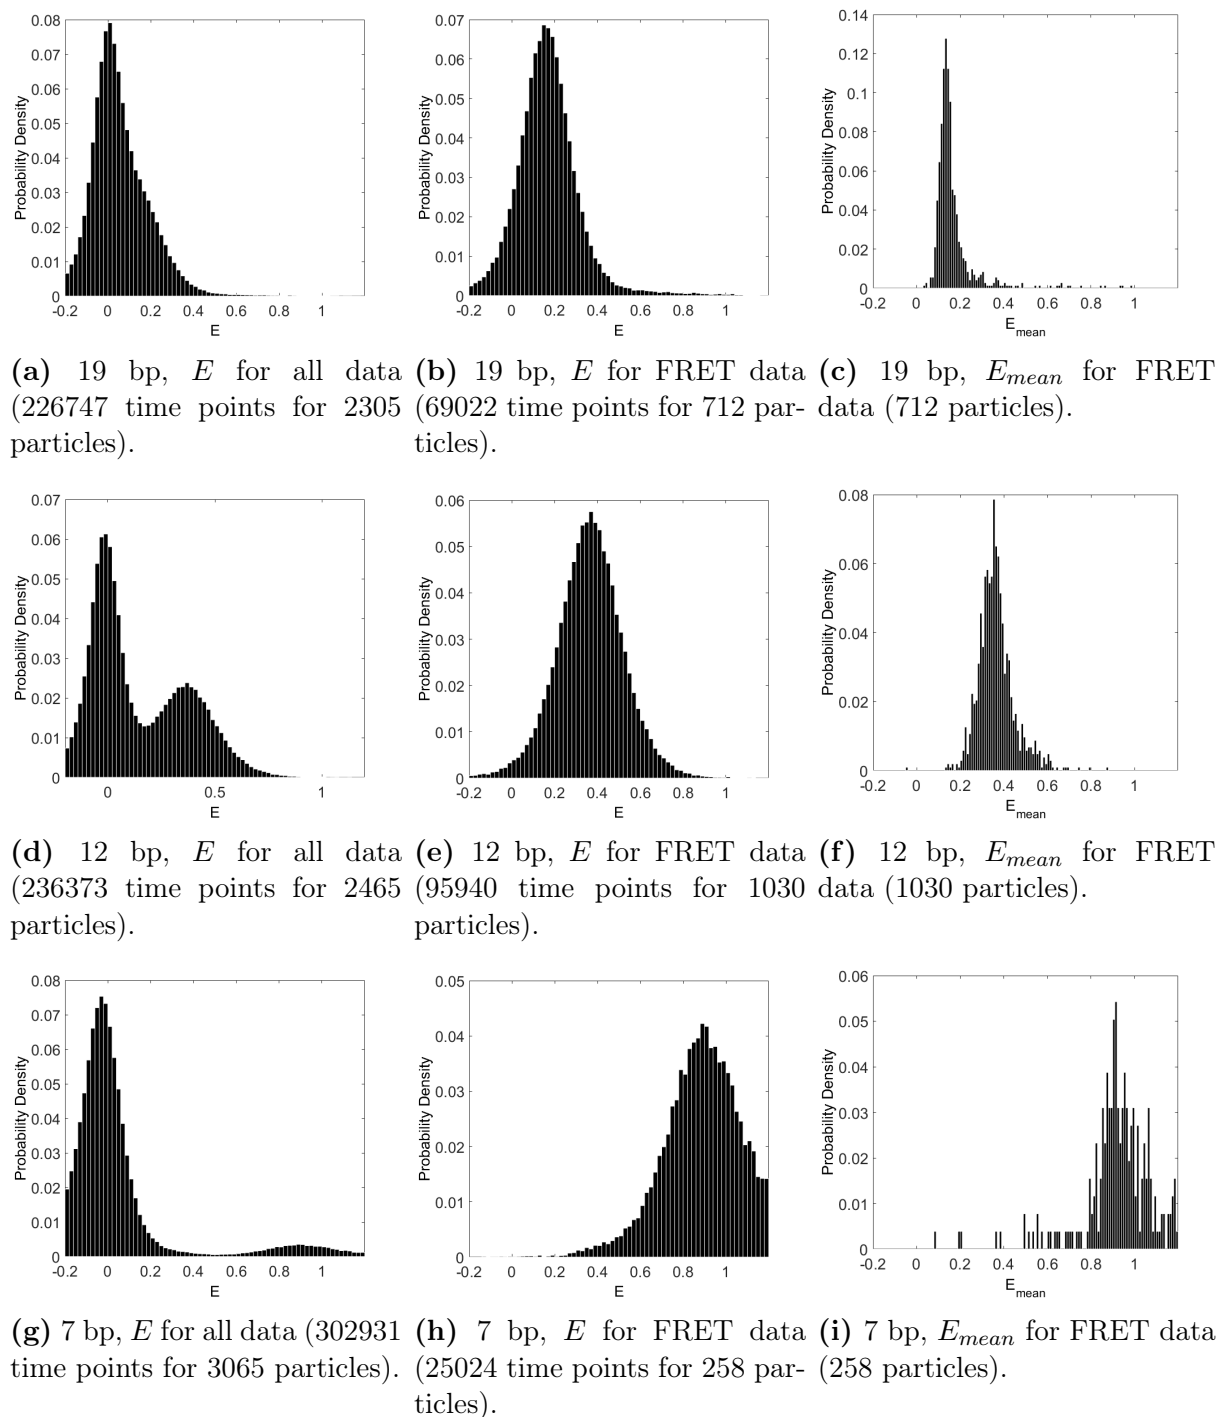 0.08
0.07
0.06
0.05
0.04
0.03
0.02
0.01
0
Probability Density
-0.2 0 0.2 0.4 0.6 0.8 1
E
0.07
0.06
0.05
0.04
0.03
0.02
0.01
0
Probability Density
-0.2 0 0.2 0.4 0.6 0.8 1
E
0.14
0.12
0.1
0.08
0.06
0.04
0.02
0
Probability Density
-0.2 0 0.2 0.4 0.6 0.8 1
E_mean
(a) 19 bp, E for all data
(226747 time points for 2305
particles).
(b) 19 bp, E for FRET data
(69022 time points for 712 par-
ticles).
(c) 19 bp, E_mean for FRET
data (712 particles).
0.07
0.06
0.05
0.04
0.03
0.02
0.01
0
Probability Density
0 0.5 1
E
0.06
0.05
0.04
0.03
0.02
0.01
0
Probability Density
-0.2 0 0.2 0.4 0.6 0.8 1
E
0.08
0.06
0.04
0.02
0
Probability Density
-0.2 0 0.2 0.4 0.6 0.8 1
E_mean
(d) 12 bp, E for all data
(236373 time points for 2465
particles).
(e) 12 bp, E for FRET data
(95940 time points for 1030
particles).
(f) 12 bp, E_mean for FRET
data (1030 particles).
0.08
0.07
0.06
0.05
0.04
0.03
0.02
0.01
0
Probability Density
-0.2 0 0.2 0.4 0.6 0.8 1
E
0.05
0.04
0.03
0.02
0.01
0
Probability Density
-0.2 0 0.2 0.4 0.6 0.8 1
E
0.06
0.05
0.04
0.03
0.02
0.01
0
Probability Density
-0.2 0 0.2 0.4 0.6 0.8 1
E_mean
(g) 7 bp, E for all data (302931
time points for 3065 particles).
(h) 7 bp, E for FRET data
(25024 time points for 258 par-
ticles).
(i) 7 bp, E_mean for FRET data
(258 particles).